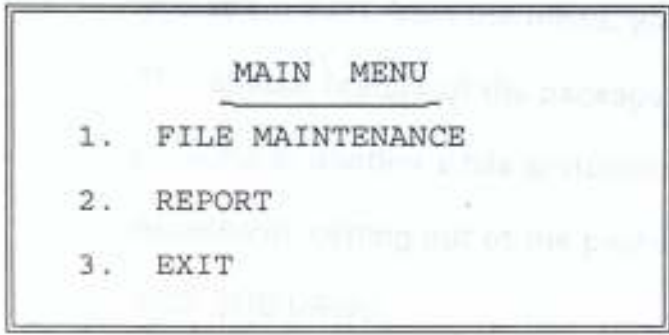 MAIN MENU
1. FILE MAINTENANCE
2. REPORT
3. EXIT